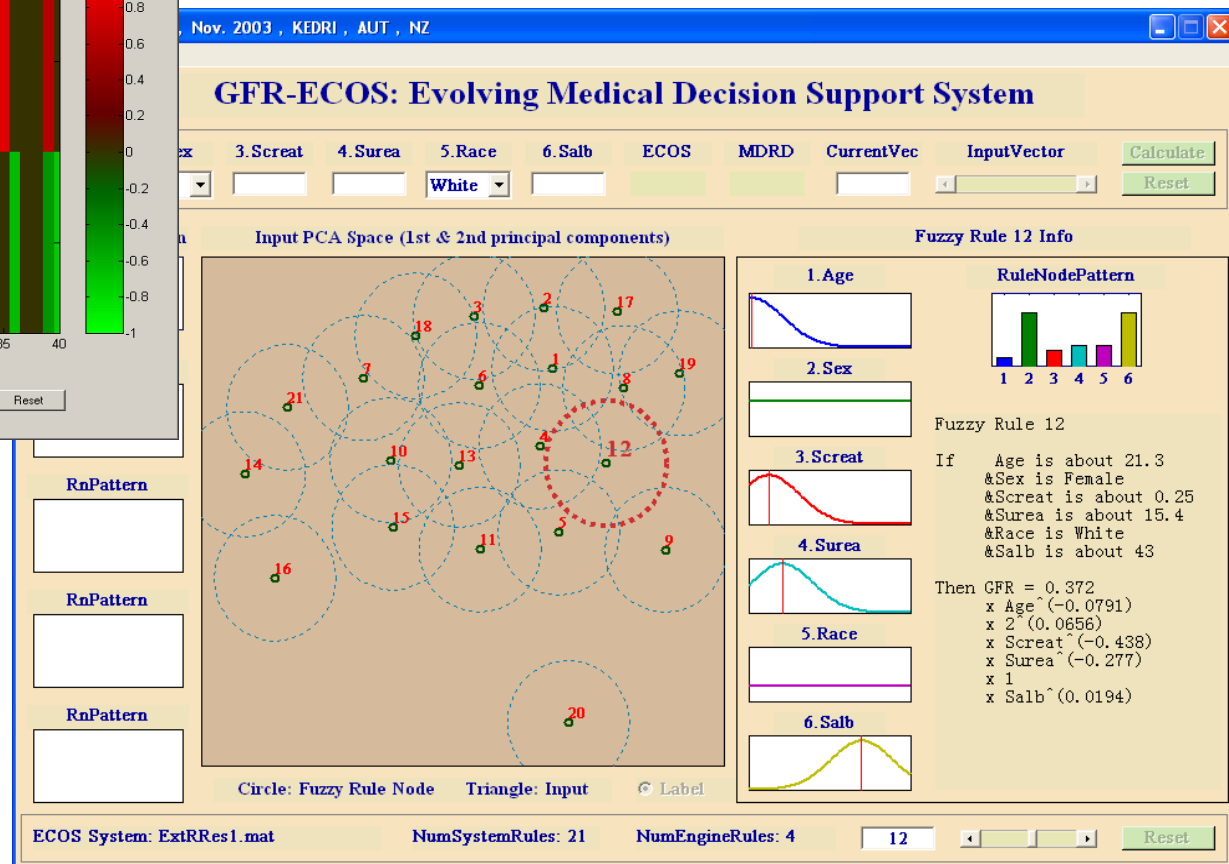 0.8
0.6
0.4
0.2
0
-0.2
-0.4
-0.6
-0.8
-1
40
Reset
, Nov. 2003 , KEDRI , AUT , NZ
GFR-ECOS: Evolving Medical Decision Support System
3.Screat 4.Surea 5.Race 6.Salb ECOS MDRD CurrentVec InputVector Calculate
White Reset
Input PCA Space (1st & 2nd principal components)
Fuzzy Rule 12 Info
3
2
17
18
7
6
1
8
19
21
14
10
13
4
12
15
11
5
9
16
20
RnPattern
RnPattern
RnPattern
Circle: Fuzzy Rule Node Triangle: Input Label
1.Age
2.Sex
3.Screat
4.Surea
5.Race
6.Salb
RuleNodePattern
1 2 3 4 5 6
Fuzzy Rule 12
If Age is about 21.3
&Sex is Female
&Screat is about 0.25
&Surea is about 15.4
&Race is White
&Salb is about 43
Then GFR = 0.372
x Age^(-0.0791)
x 2^(0.0656)
x Screat^(-0.438)
x Surea^(-0.277)
x 1
x Salb^(0.0194)
ECOS System: ExtRRes1.mat NumSystemRules: 21 NumEngineRules: 4 12 Reset